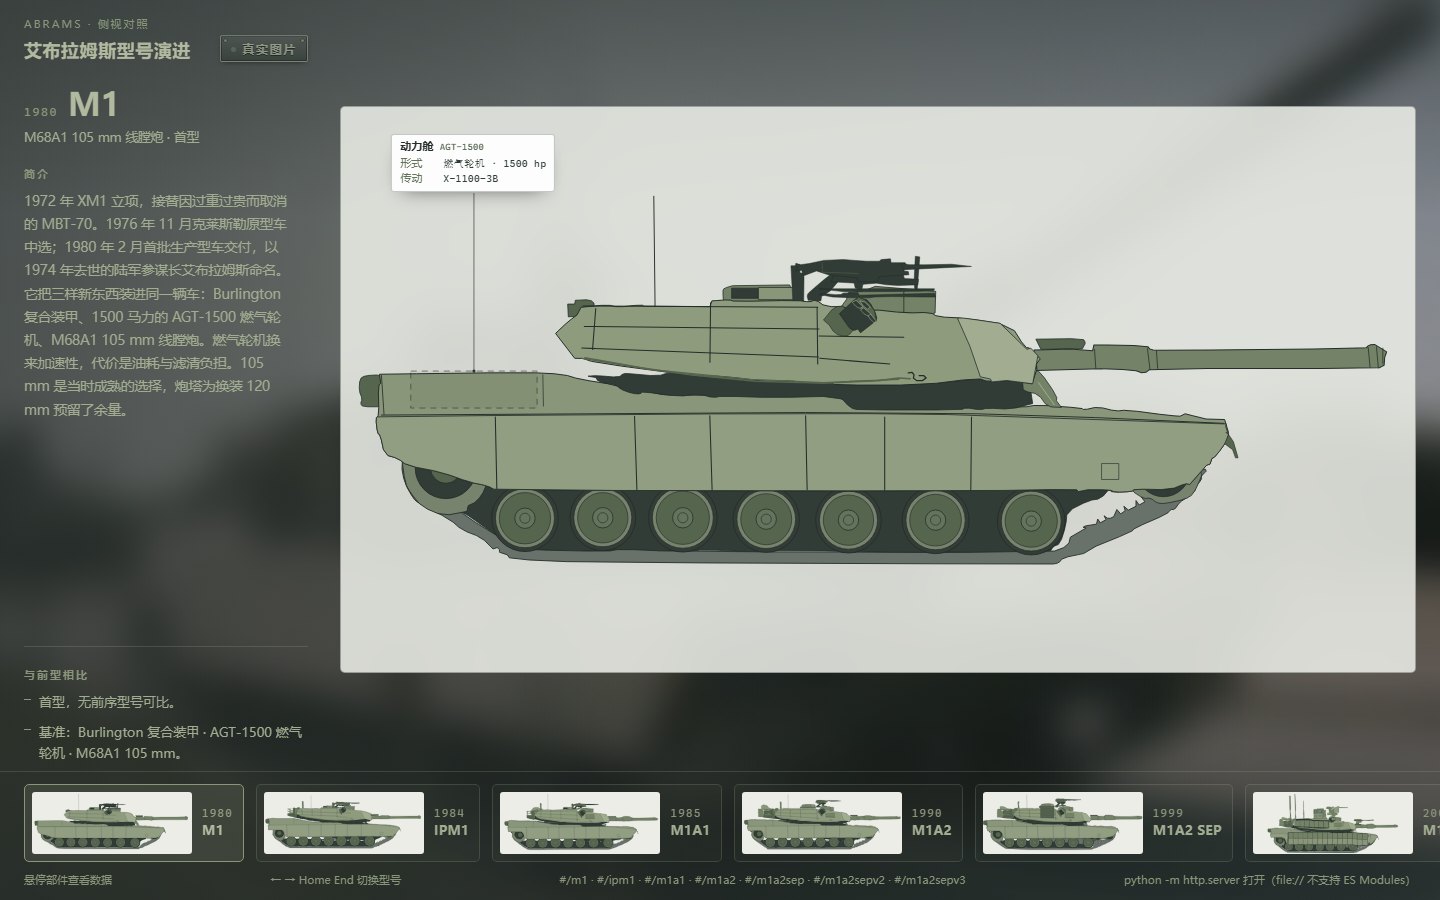 ABRAMS · 侧视对照
艾布拉姆斯型号演进
真实图片
1980 M1
M68A1 105 mm 线膛炮 · 首型
简介
1972 年 XM1 立项，接替因过重过贵而取消
的 MBT-70。1976 年 11 月克莱斯勒原型车
中选；1980 年 2 月首批生产型车交付，以
1974 年去世的陆军参谋长艾布拉姆斯命名。
它把三样新东西装进同一辆车：Burlington
复合装甲、1500 马力的 AGT-1500 燃气轮
机、M68A1 105 mm 线膛炮。燃气轮机换
来加速性，代价是油耗与滤清负担。105
mm 是当时成熟的选择，炮塔为换装 120
mm 预留了余量。
动力舱 AGT-1500
形式 燃气轮机 · 1500 hp
传动 X-1100-3B
与前型相比
– 首型，无前序型号可比。
– 基准：Burlington 复合装甲 · AGT-1500 燃气
轮机 · M68A1 105 mm。
1980
M1
1984
IPM1
1985
M1A1
1990
M1A2
1999
M1A2 SEP
悬停部件查看数据
← → Home End 切换型号
#/m1 · #/ipm1 · #/m1a1 · #/m1a2 · #/m1a2sep · #/m1a2sepv2 · #/m1a2sepv3
python -m http.server 打开（file:// 不支持 ES Modules）